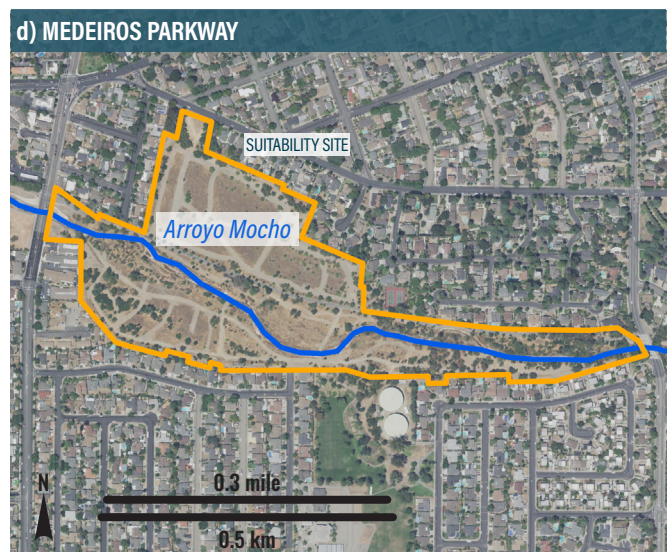 d) MEDEIROS PARKWAY
SUITABILITY SITE
Arroyo Mocho
N
0.3 mile
0.5 km